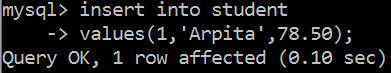 mysql> insert into student
    -> values(1,'Arpita',78.50);
Query OK, 1 row affected (0.10 sec)